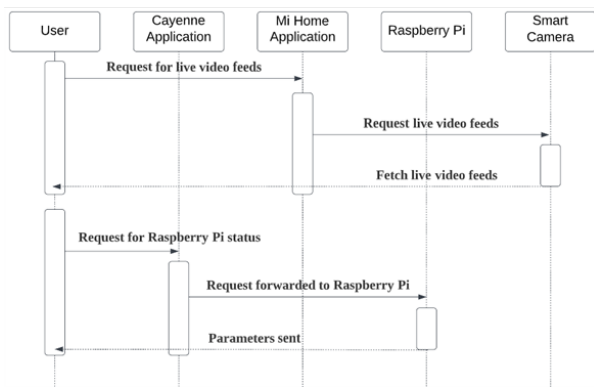 User
Cayenne
Application
Mi Home
Application
Raspberry Pi
Smart
Camera
Request for live video feeds
Request live video feeds
Fetch live video feeds
Request for Raspberry Pi status
Request forwarded to Raspberry Pi
Parameters sent